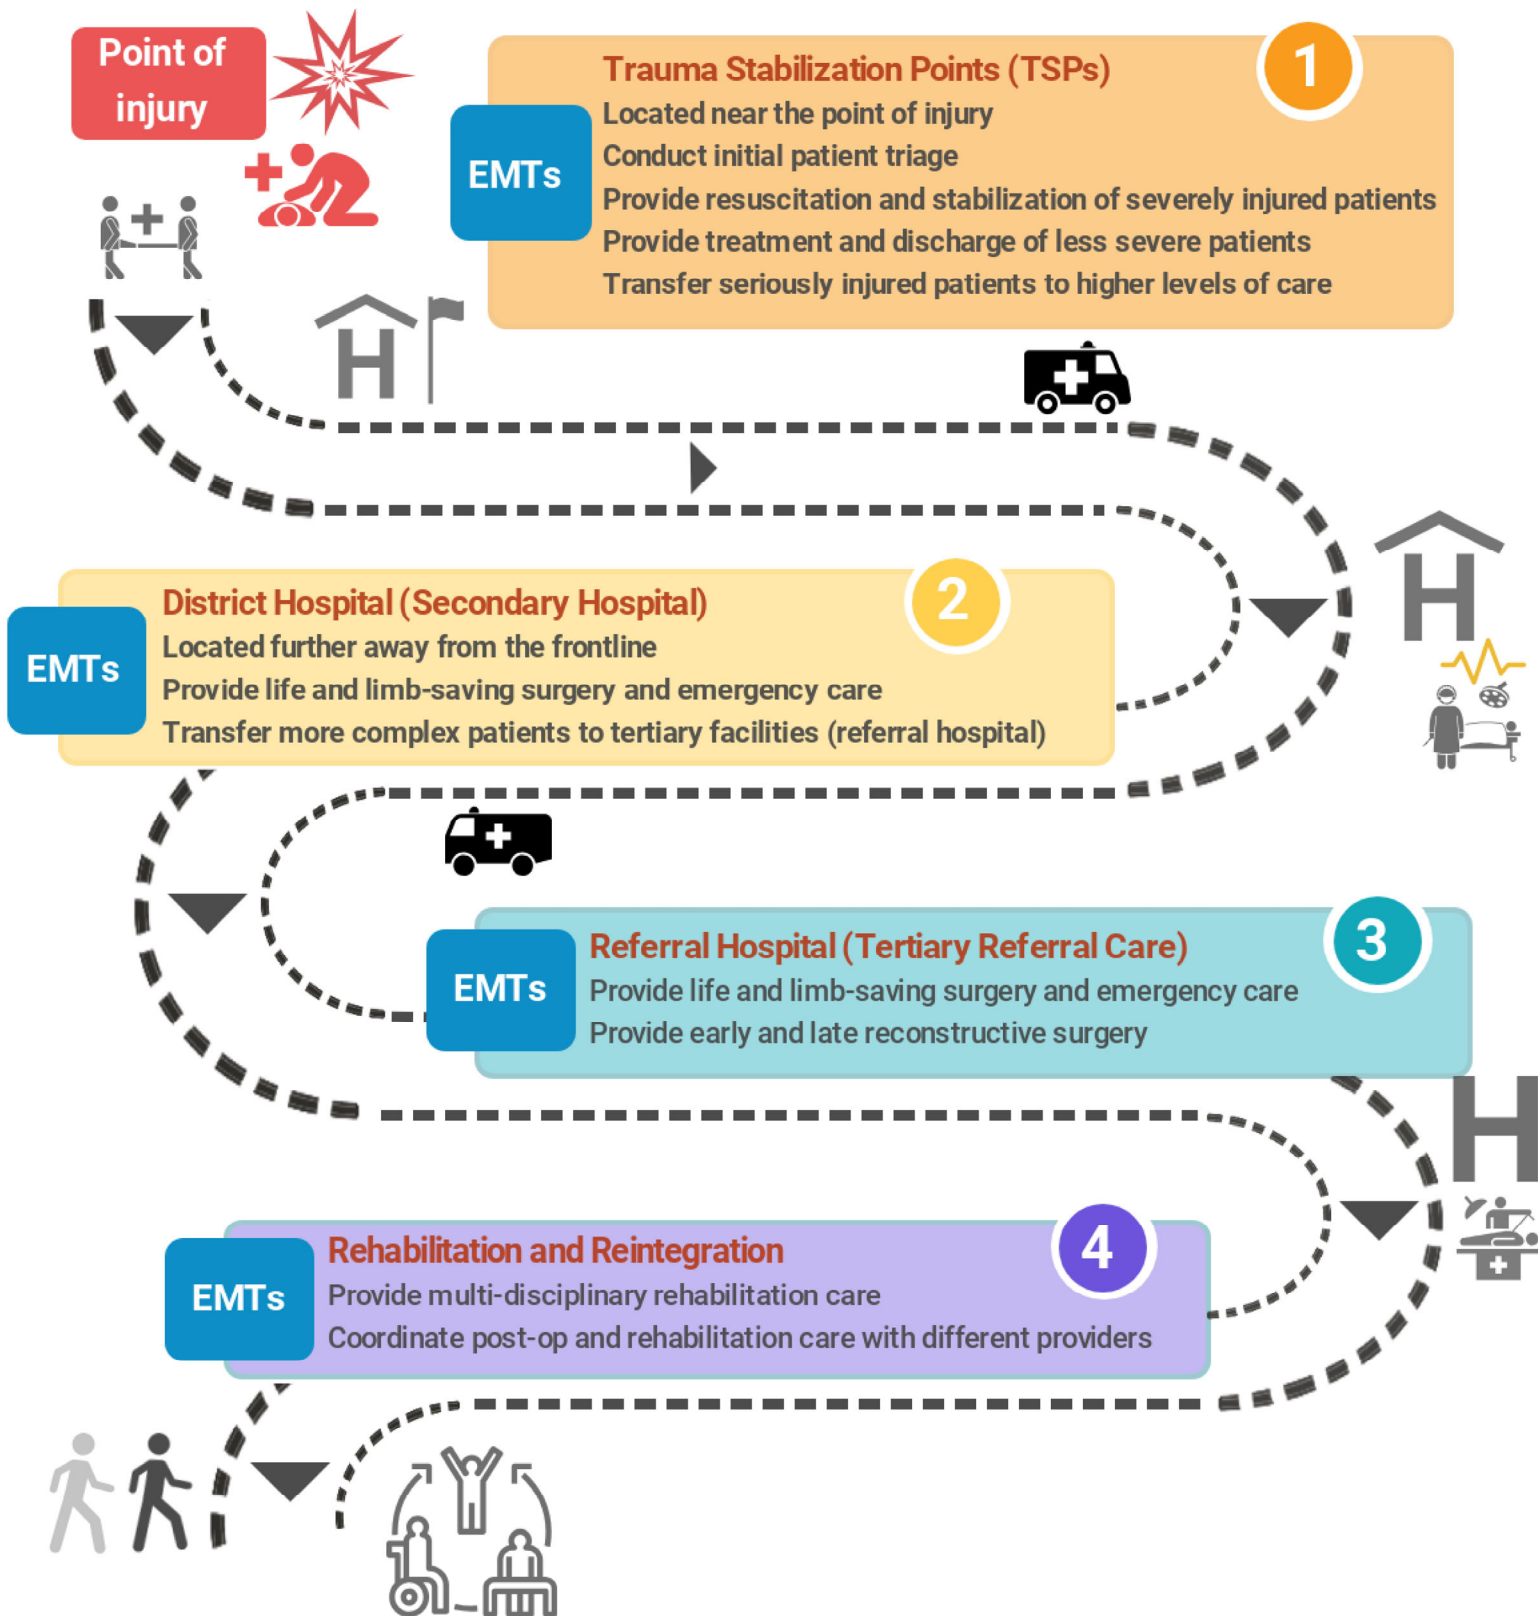 Point of
injury
1
Trauma Stabilization Points (TSPs)
Located near the point of injury
Conduct initial patient triage
EMTs
Provide resuscitation and stabilization of severely injured patients
Provide treatment and discharge of less severe patients
Transfer seriously injured patients to higher levels of care
H
2
District Hospital (Secondary Hospital)
Located further away from the frontline
EMTs
Provide life and limb-saving surgery and emergency care
Transfer more complex patients to tertiary facilities (referral hospital)
H
3
Referral Hospital (Tertiary Referral Care)
EMTs
Provide life and limb-saving surgery and emergency care
Provide early and late reconstructive surgery
H
4
Rehabilitation and Reintegration
EMTs
Provide multi-disciplinary rehabilitation care
Coordinate post-op and rehabilitation care with different providers